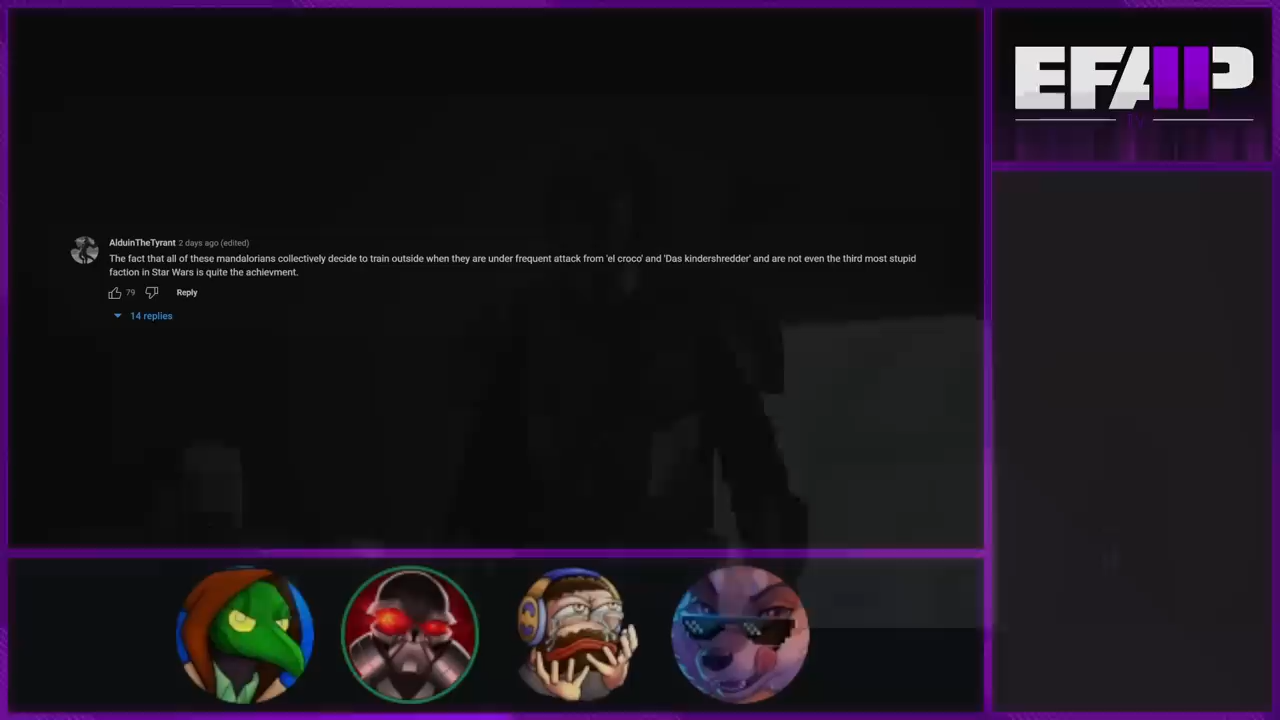 EFAP
TV
AlduinTheTyrant 2 days ago (edited)
The fact that all of these mandalorians collectively decide to train outside when they are under frequent attack from 'el croco' and 'Das kindershredder' and are not even the third most stupid
faction in Star Wars is quite the achievment.
79 Reply
14 replies